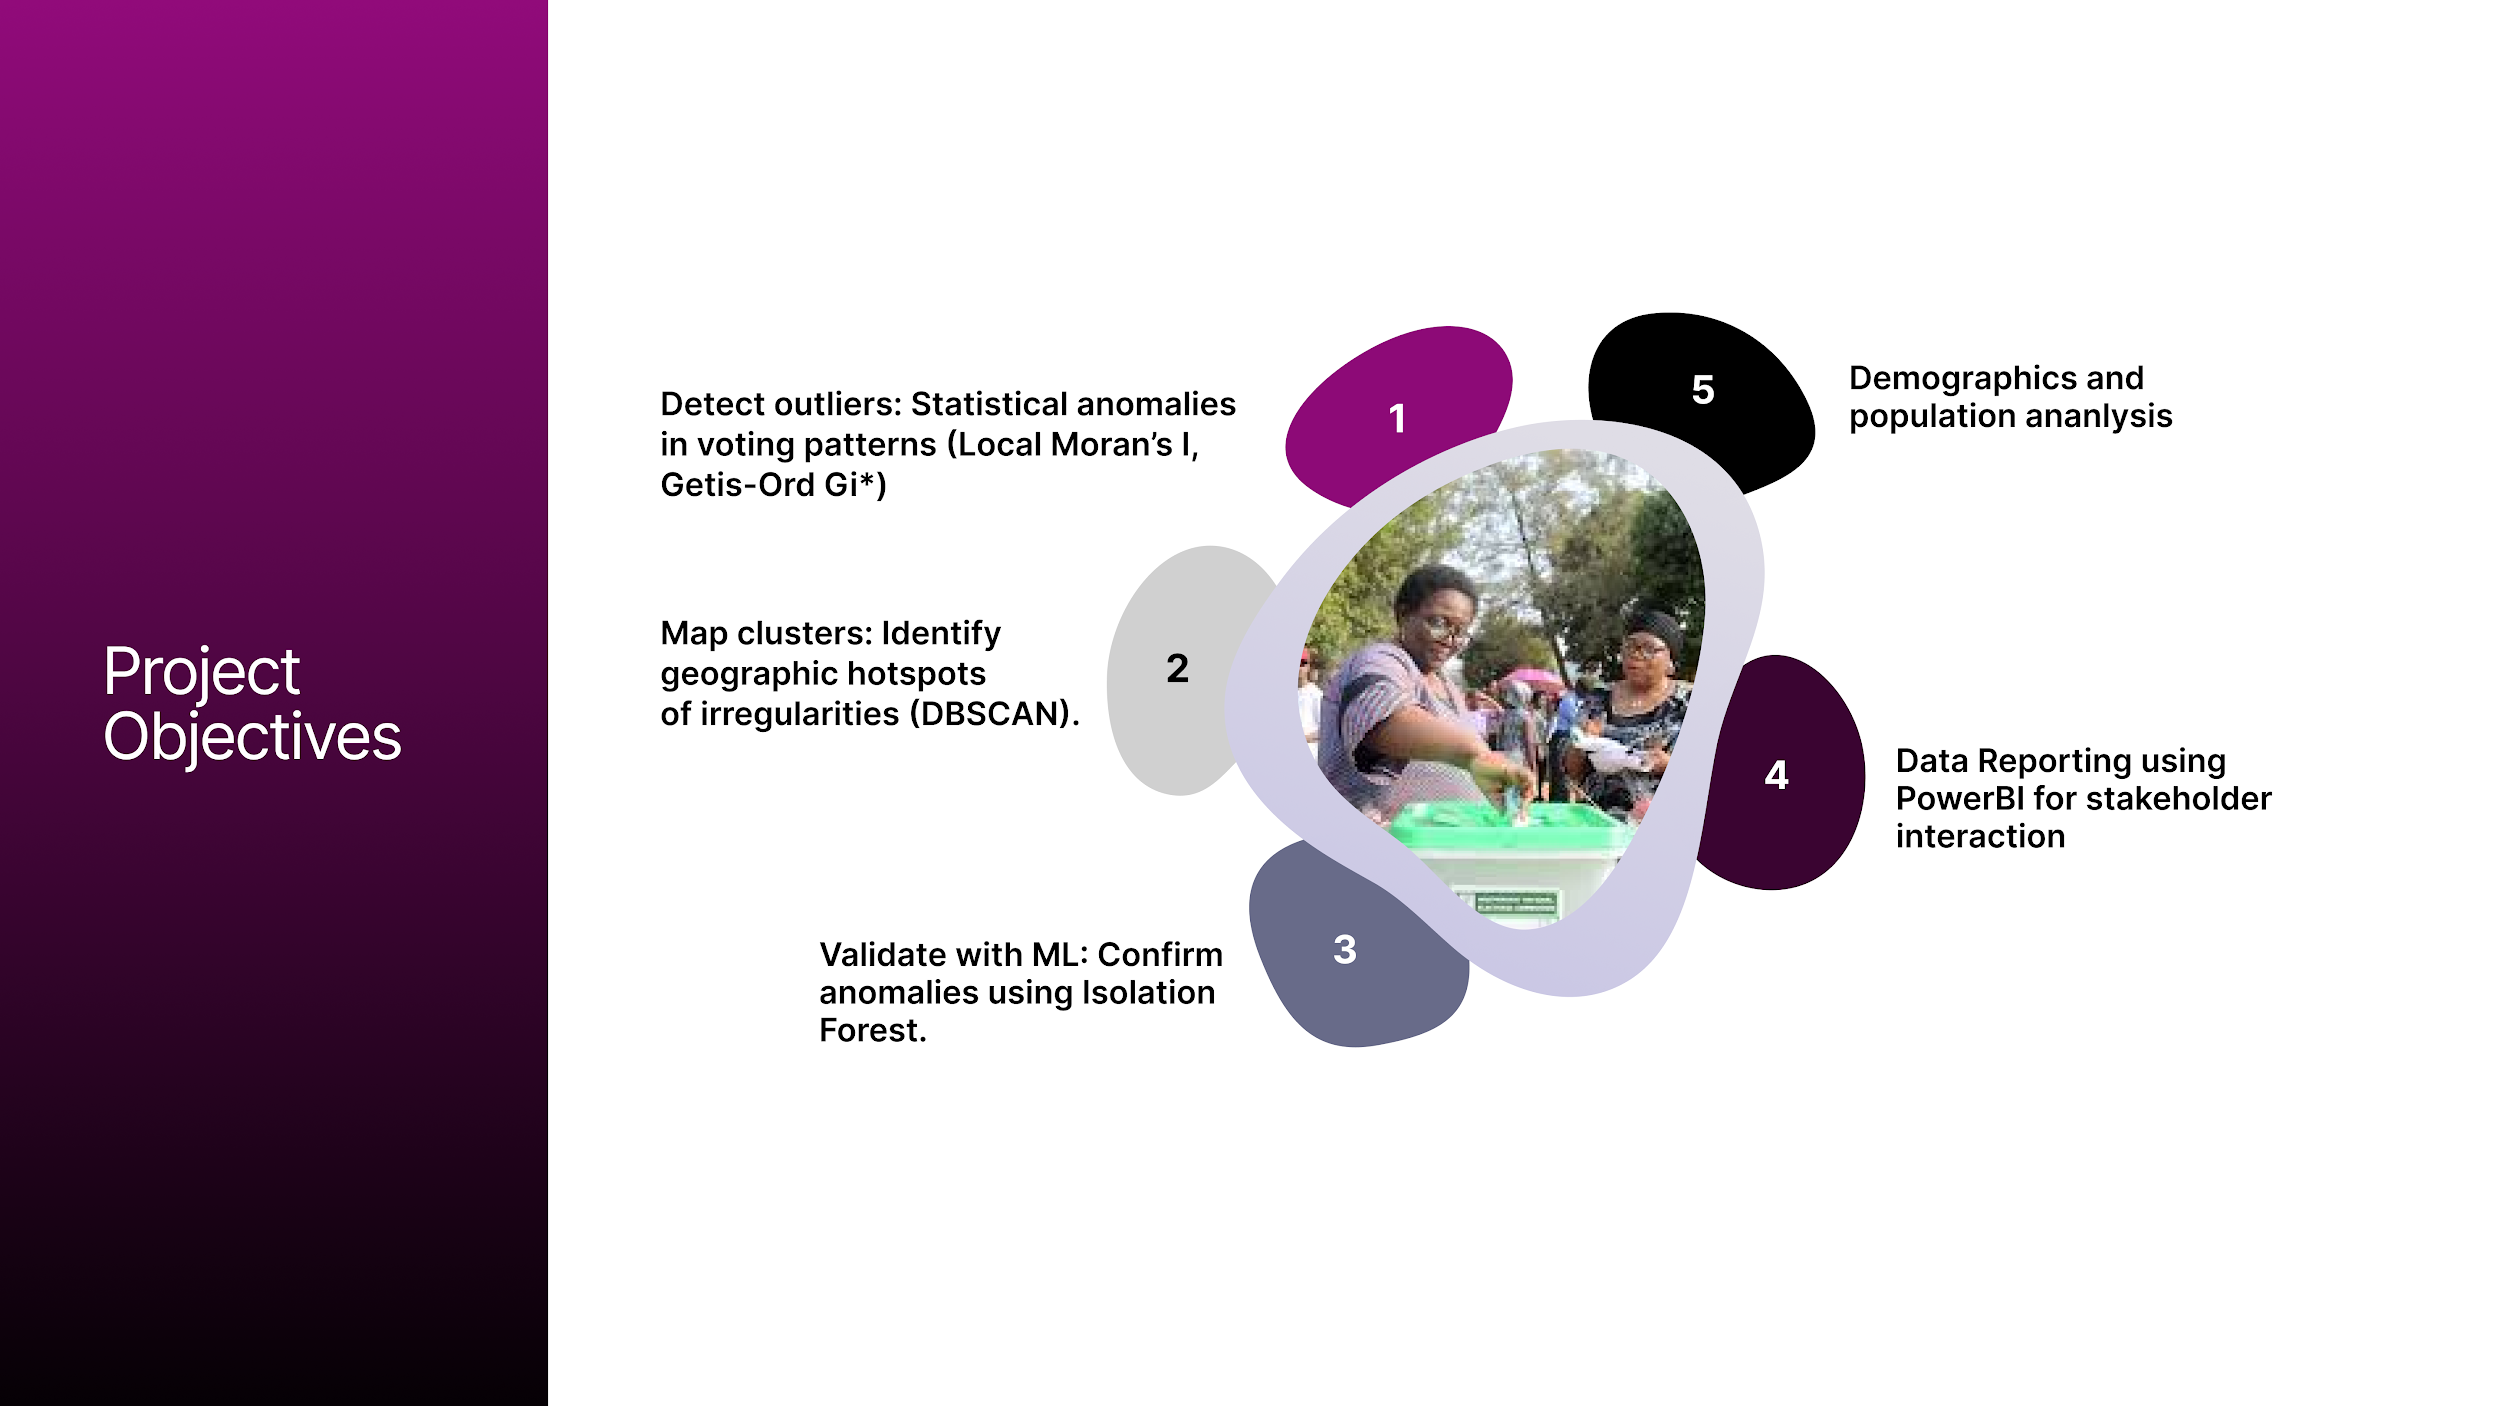 Project
Objectives
1
Detect outliers: Statistical anomalies
in voting patterns (Local Moran’s I,
Getis-Ord Gi*)
2
Map clusters: Identify
geographic hotspots
of irregularities (DBSCAN).
3
Validate with ML: Confirm
anomalies using Isolation
Forest.
4
Data Reporting using
PowerBI for stakeholder
interaction
5
Demographics and
population ananlysis